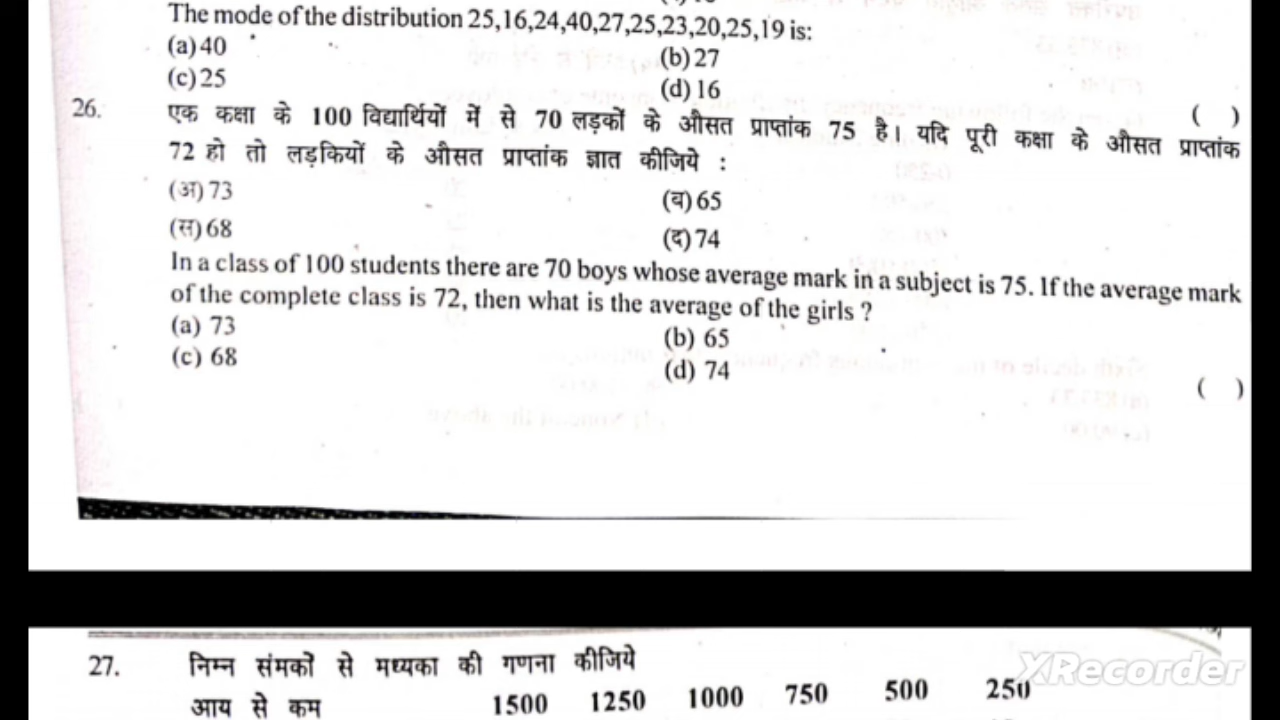 The mode of the distribution 25,16,24,40,27,25,23,20,25,19 is:
(a) 40 (b) 27
(c) 25 (d) 16
( )
26. एक कक्षा के 100 विद्यार्थियों में से 70 लड़कों के औसत प्राप्तांक 75 है। यदि पूरी कक्षा के औसत प्राप्तांक
72 हो तो लड़कियों के औसत प्राप्तांक ज्ञात कीजिये :
(अ) 73 (ब) 65
(स) 68 (द) 74
In a class of 100 students there are 70 boys whose average mark in a subject is 75. If the average mark
of the complete class is 72, then what is the average of the girls ?
(a) 73 (b) 65
(c) 68 (d) 74
( )
27. निम्न संमकों से मध्यका की गणना कीजिये
आय से कम 1500 1250 1000 750 500 250
XRecorder